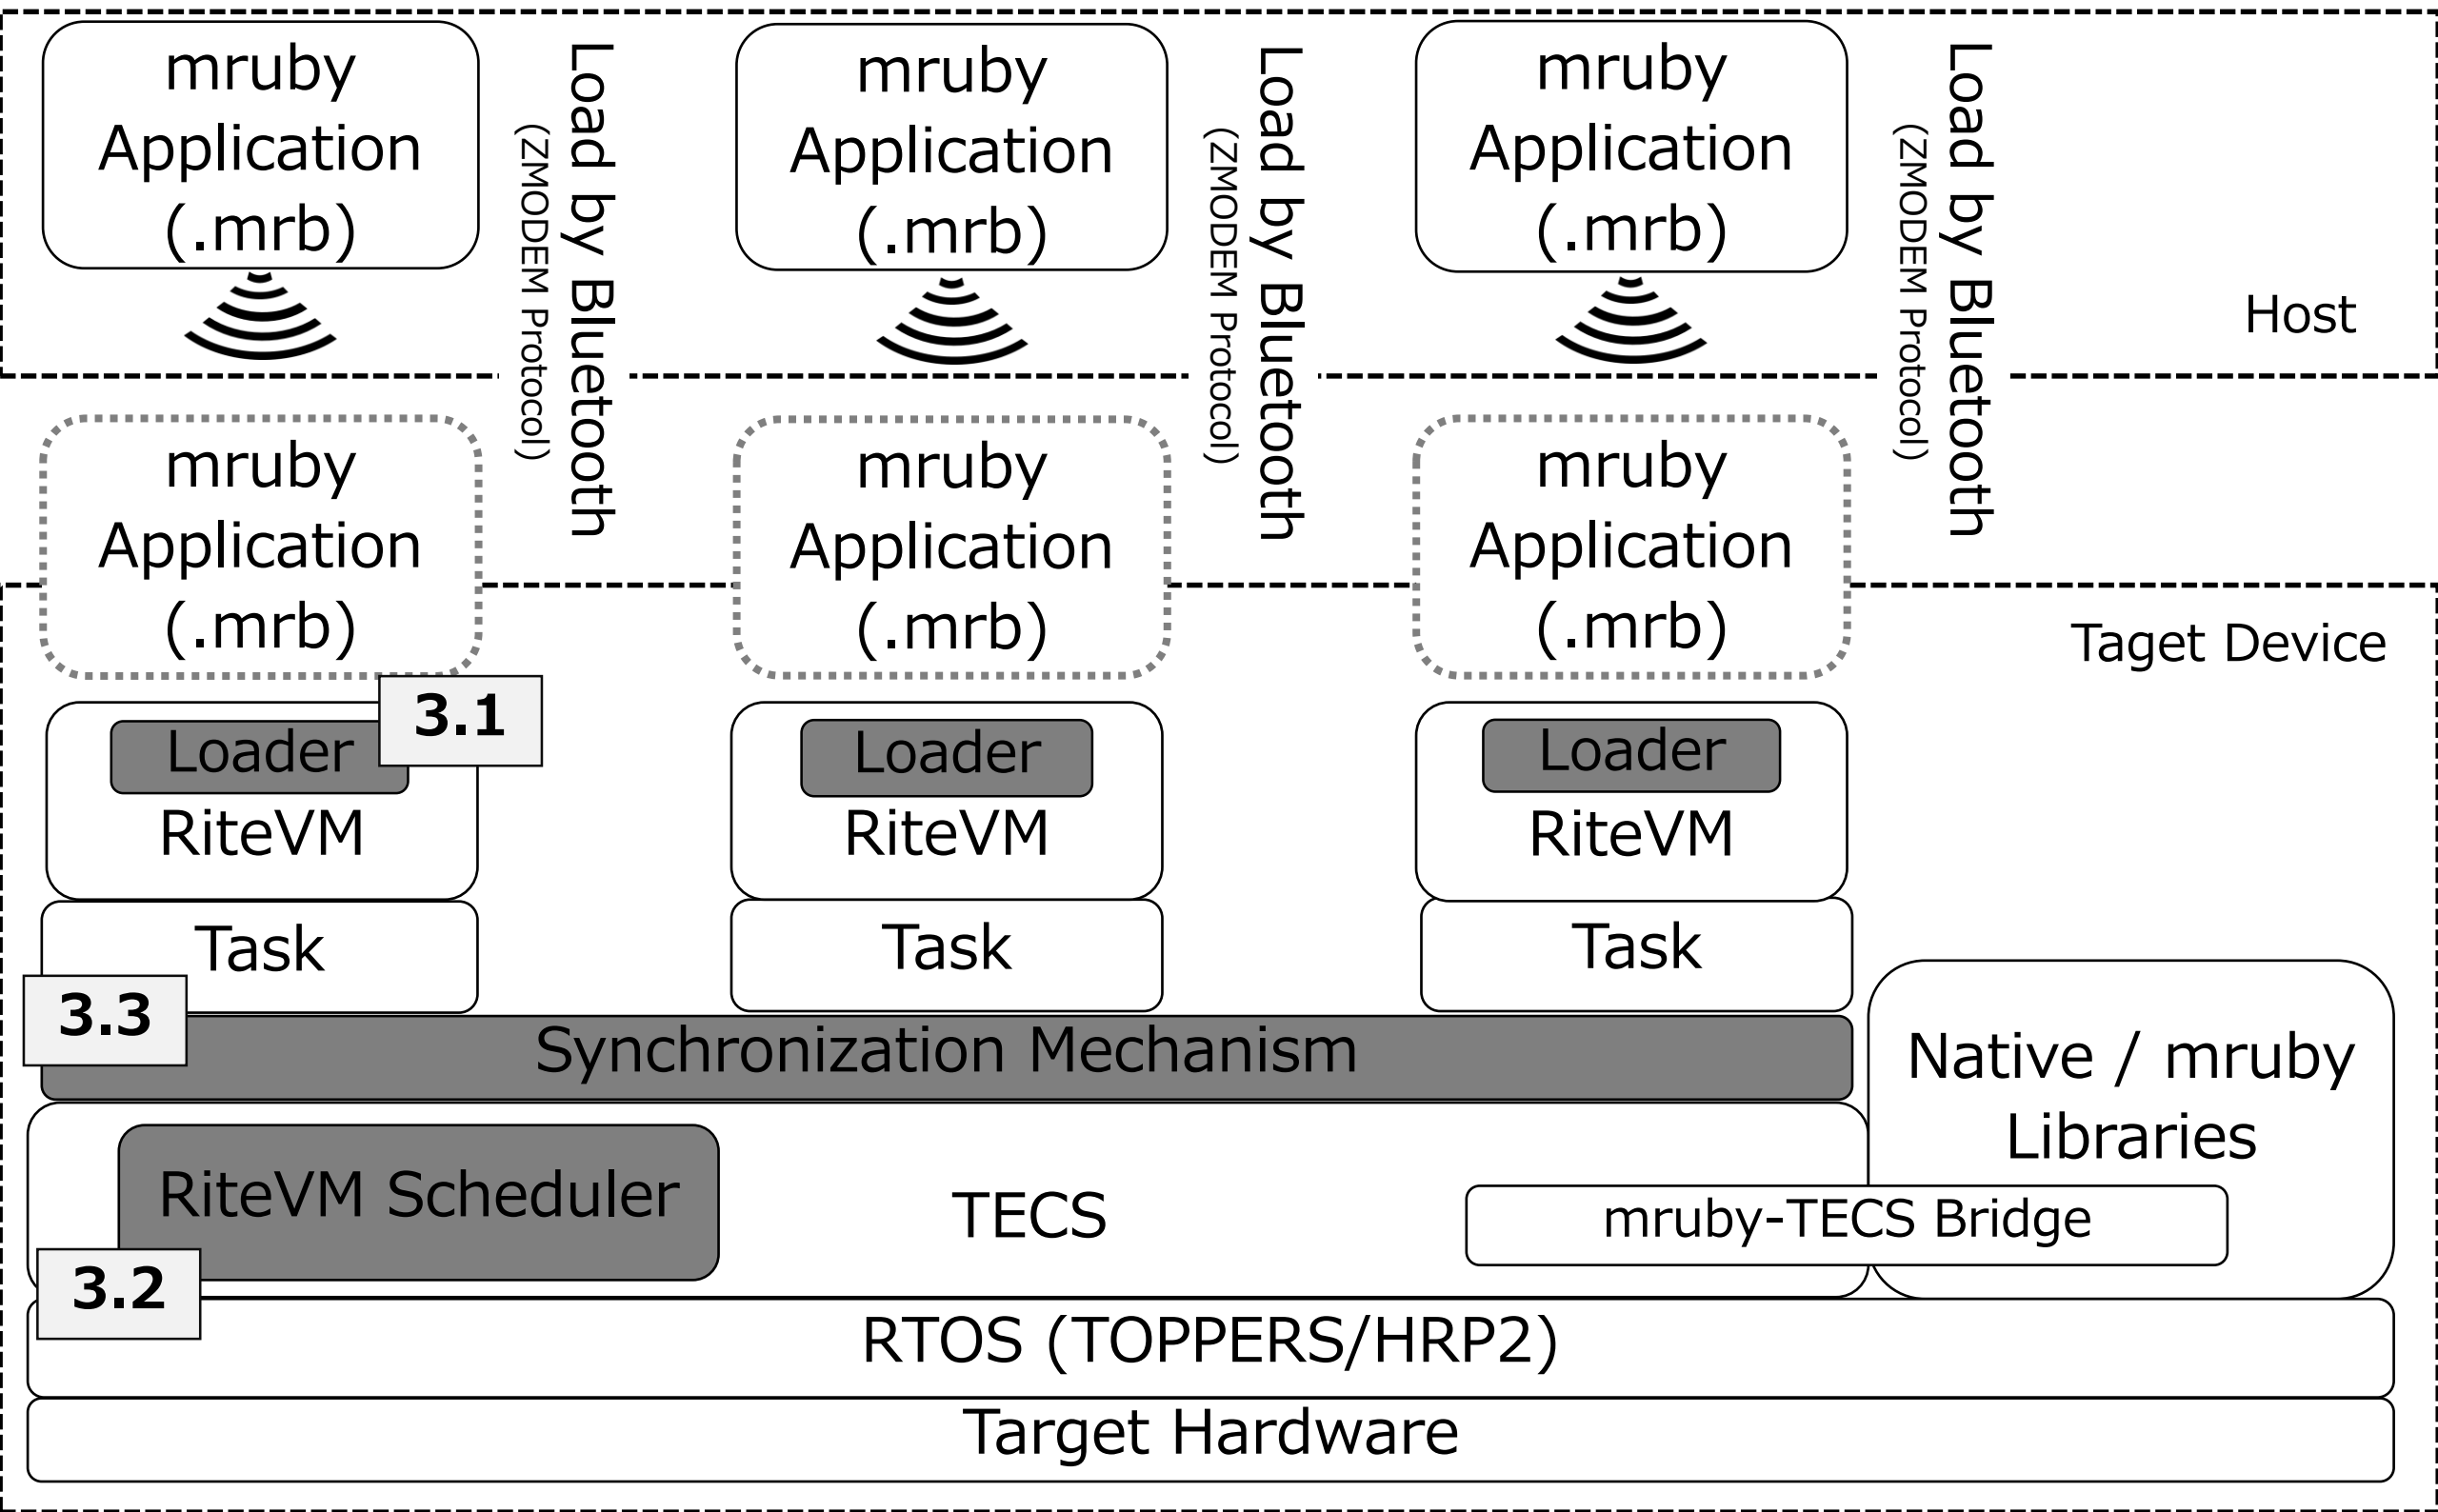 mruby
Application
(.mrb)
Load by Bluetooth
(ZMODEM Protocol)
mruby
Application
(.mrb)
Load by Bluetooth
(ZMODEM Protocol)
mruby
Application
(.mrb)
Load by Bluetooth
(ZMODEM Protocol)
Host
mruby
Application
(.mrb)
mruby
Application
(.mrb)
mruby
Application
(.mrb)
Taget Device
3.1
Loader
RiteVM
Loader
RiteVM
Loader
RiteVM
Task
Task
Task
3.3
Synchronization Mechanism
Native / mruby
Libraries
RiteVM Scheduler
TECS
mruby-TECS Bridge
3.2
RTOS (TOPPERS/HRP2)
Target Hardware